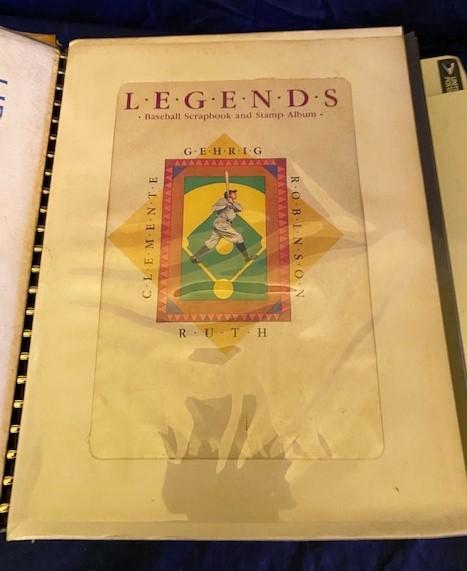 L·E·G·E·N·D·S
· Baseball Scrapbook and Stamp Album ·
G·E·H·R·I·G
C·L·E·M·E·N·T·E
R·O·B·I·N·S·O·N
R·U·T·H